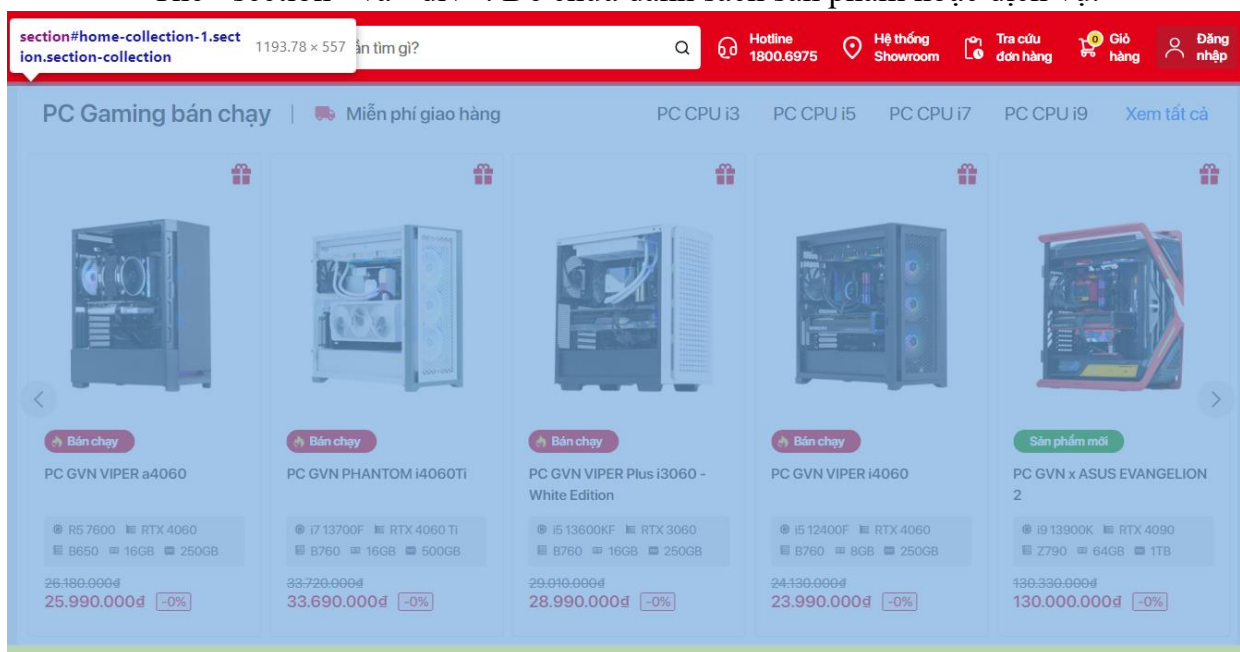 section#home-collection-1.sect
ion.section-collection
1193.78 × 557
ần tìm gì?
Hotline
1800.6975
Hệ thống
Showroom
Tra cứu
đơn hàng
0
Giỏ
hàng
Đăng
nhập
PC Gaming bán chạy | Miễn phí giao hàng PC CPU i3 PC CPU i5 PC CPU i7 PC CPU i9 Xem tất cả
Bán chạy
PC GVN VIPER a4060
R5 7600 RTX 4060
B650 16GB 250GB
26.180.000đ
25.990.000đ -0%
Bán chạy
PC GVN PHANTOM i4060Ti
i7 13700F RTX 4060 Ti
B760 16GB 500GB
33.720.000đ
33.690.000đ -0%
Bán chạy
PC GVN VIPER Plus i3060 -
White Edition
i5 13600KF RTX 3060
B760 16GB 250GB
29.010.000đ
28.990.000đ -0%
Bán chạy
PC GVN VIPER i4060
i5 12400F RTX 4060
B760 8GB 250GB
24.130.000đ
23.990.000đ -0%
Sản phẩm mới
PC GVN x ASUS EVANGELION
2
i9 13900K RTX 4090
Z790 64GB 1TB
130.330.000đ
130.000.000đ -0%